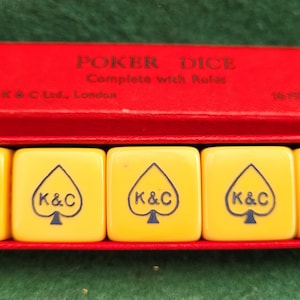 POKER DICE
Complete with Rules
K & C Ltd., London
K&C K&C K&C